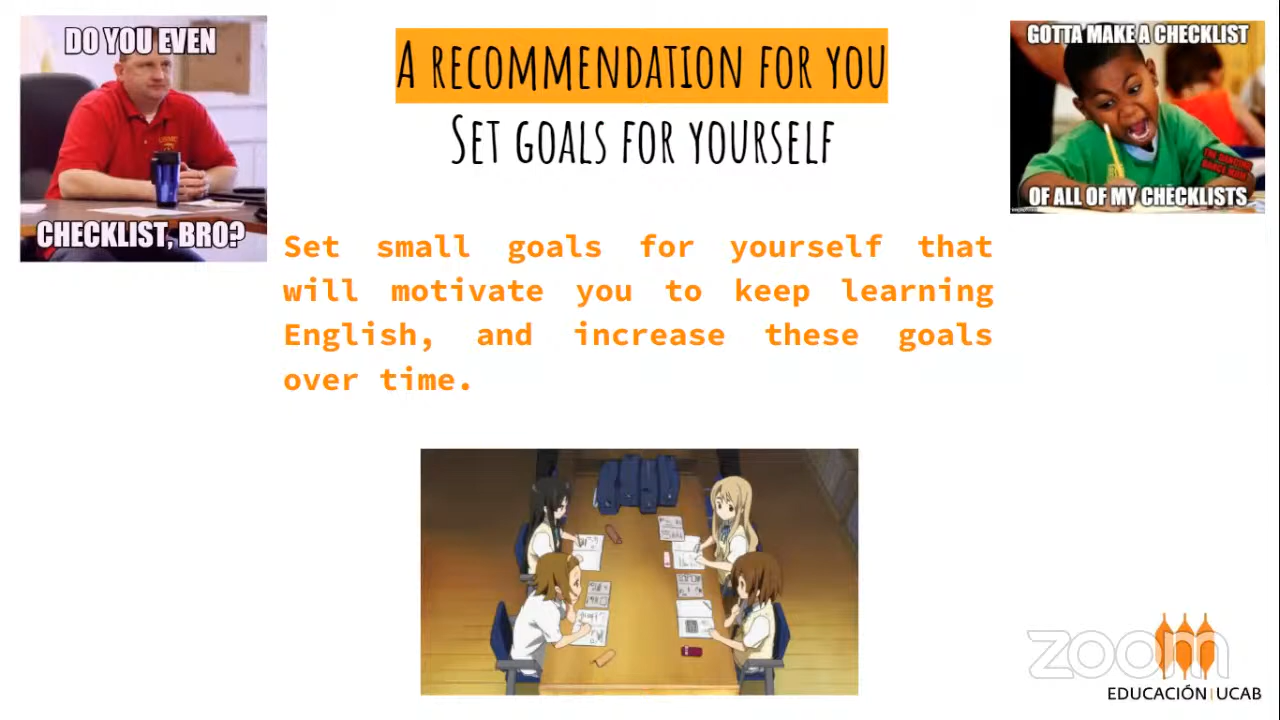 DO YOU EVEN
CHECKLIST, BRO?
A RECOMMENDATION FOR YOU
SET GOALS FOR YOURSELF
GOTTA MAKE A CHECKLIST
OF ALL OF MY CHECKLISTS
Set small goals for yourself that
will motivate you to keep learning
English, and increase these goals
over time.
zoom
EDUCACIÓN|UCAB